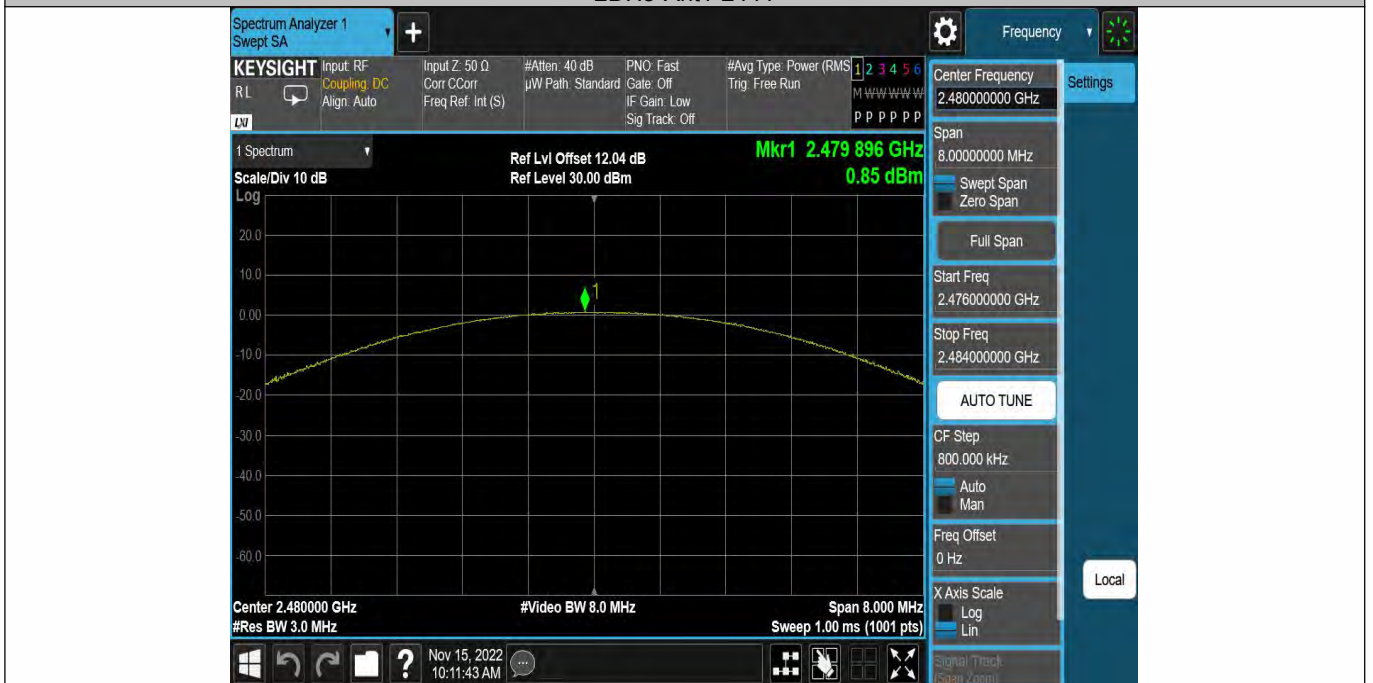 Spectrum Analyzer 1
Swept SA
+
Frequency
KEYSIGHT
RL
LXI
Input: RF
Coupling: DC
Align: Auto
Input Z: 50 Ω
Corr CCorr
Freq Ref: Int (S)
#Atten: 40 dB
µW Path: Standard
PNO: Fast
Gate: Off
IF Gain: Low
Sig Track: Off
#Avg Type: Power (RMS
Trig: Free Run
1 2 3 4 5 6
M W W W W W
P P P P P P
1 Spectrum
Scale/Div 10 dB
Ref Lvl Offset 12.04 dB
Ref Level 30.00 dBm
Mkr1 2.479 896 GHz
0.85 dBm
Log
20.0
10.0
0.00
-10.0
-20.0
-30.0
-40.0
-50.0
-60.0
1
Center 2.480000 GHz
#Res BW 3.0 MHz
#Video BW 8.0 MHz
Span 8.000 MHz
Sweep 1.00 ms (1001 pts)
Center Frequency
2.480000000 GHz
Settings
Span
8.00000000 MHz
Swept Span
Zero Span
Full Span
Start Freq
2.476000000 GHz
Stop Freq
2.484000000 GHz
AUTO TUNE
CF Step
800.000 kHz
Auto
Man
Freq Offset
0 Hz
X Axis Scale
Log
Lin
Signal Track
(Span Zoom)
Local
?
Nov 15, 2022
10:11:43 AM